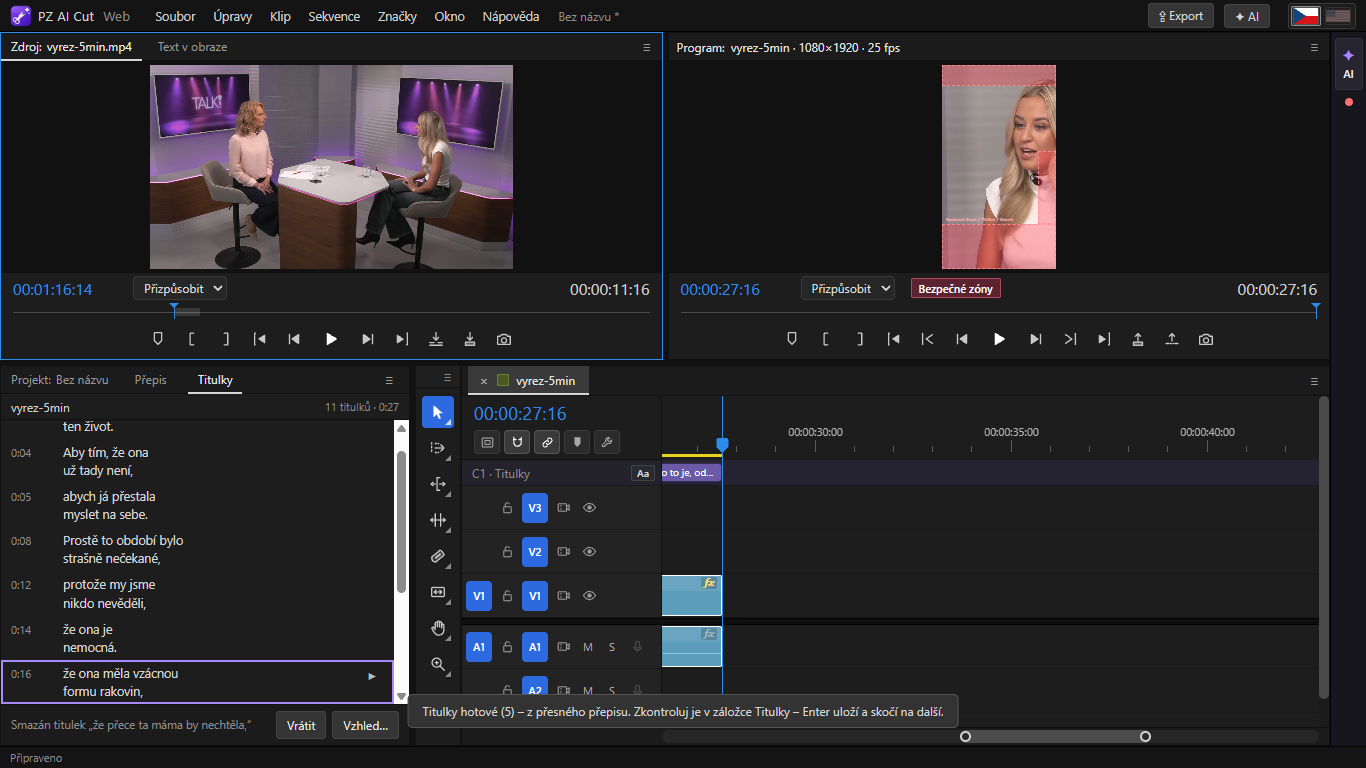 PZ AI Cut Web Soubor Úpravy Klip Sekvence Značky Okno Nápověda Bez názvu * Export AI
Zdroj: vyrez-5min.mp4 Text v obraze
TALK
00:01:16:14 Přizpůsobit 00:00:11:16
Program: vyrez-5min · 1080×1920 · 25 fps
00:00:27:16 Přizpůsobit Bezpečné zóny 00:00:27:16
AI
Projekt: Bez názvu Přepis Titulky
vyrez-5min 11 titulků · 0:27
ten život.
0:04 Aby tím, že ona
už tady není,
0:05 abych já přestala
myslet na sebe.
0:08 Prostě to období bylo
strašně nečekané,
0:12 protože my jsme
nikdo nevěděli,
0:14 že ona je
nemocná.
0:16 že ona měla vzácnou
formu rakovin,
Smazán titulek „že přece ta máma by nechtěla,“ Vrátit Vzhled...
× vyrez-5min
00:00:27:16
00:00:30:00 00:00:35:00 00:00:40:00
C1 · Titulky Aa o to je, od...
V3
V2
V1 V1 fx
A1 A1 M S fx
A2 M S
Titulky hotové (5) – z přesného přepisu. Zkontroluj je v záložce Titulky – Enter uloží a skočí na další.
Připraveno